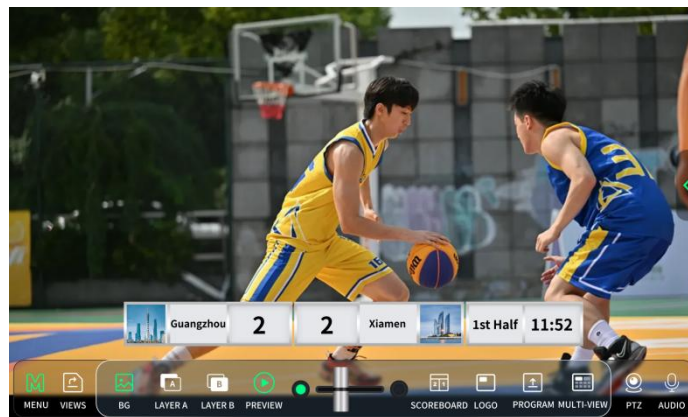 Guangzhou 2 2 Xiamen 1st Half 11:52
A B
MENU VIEWS BG LAYER A LAYER B PREVIEW SCOREBOARD LOGO PROGRAM MULTI-VIEW PTZ AUDIO